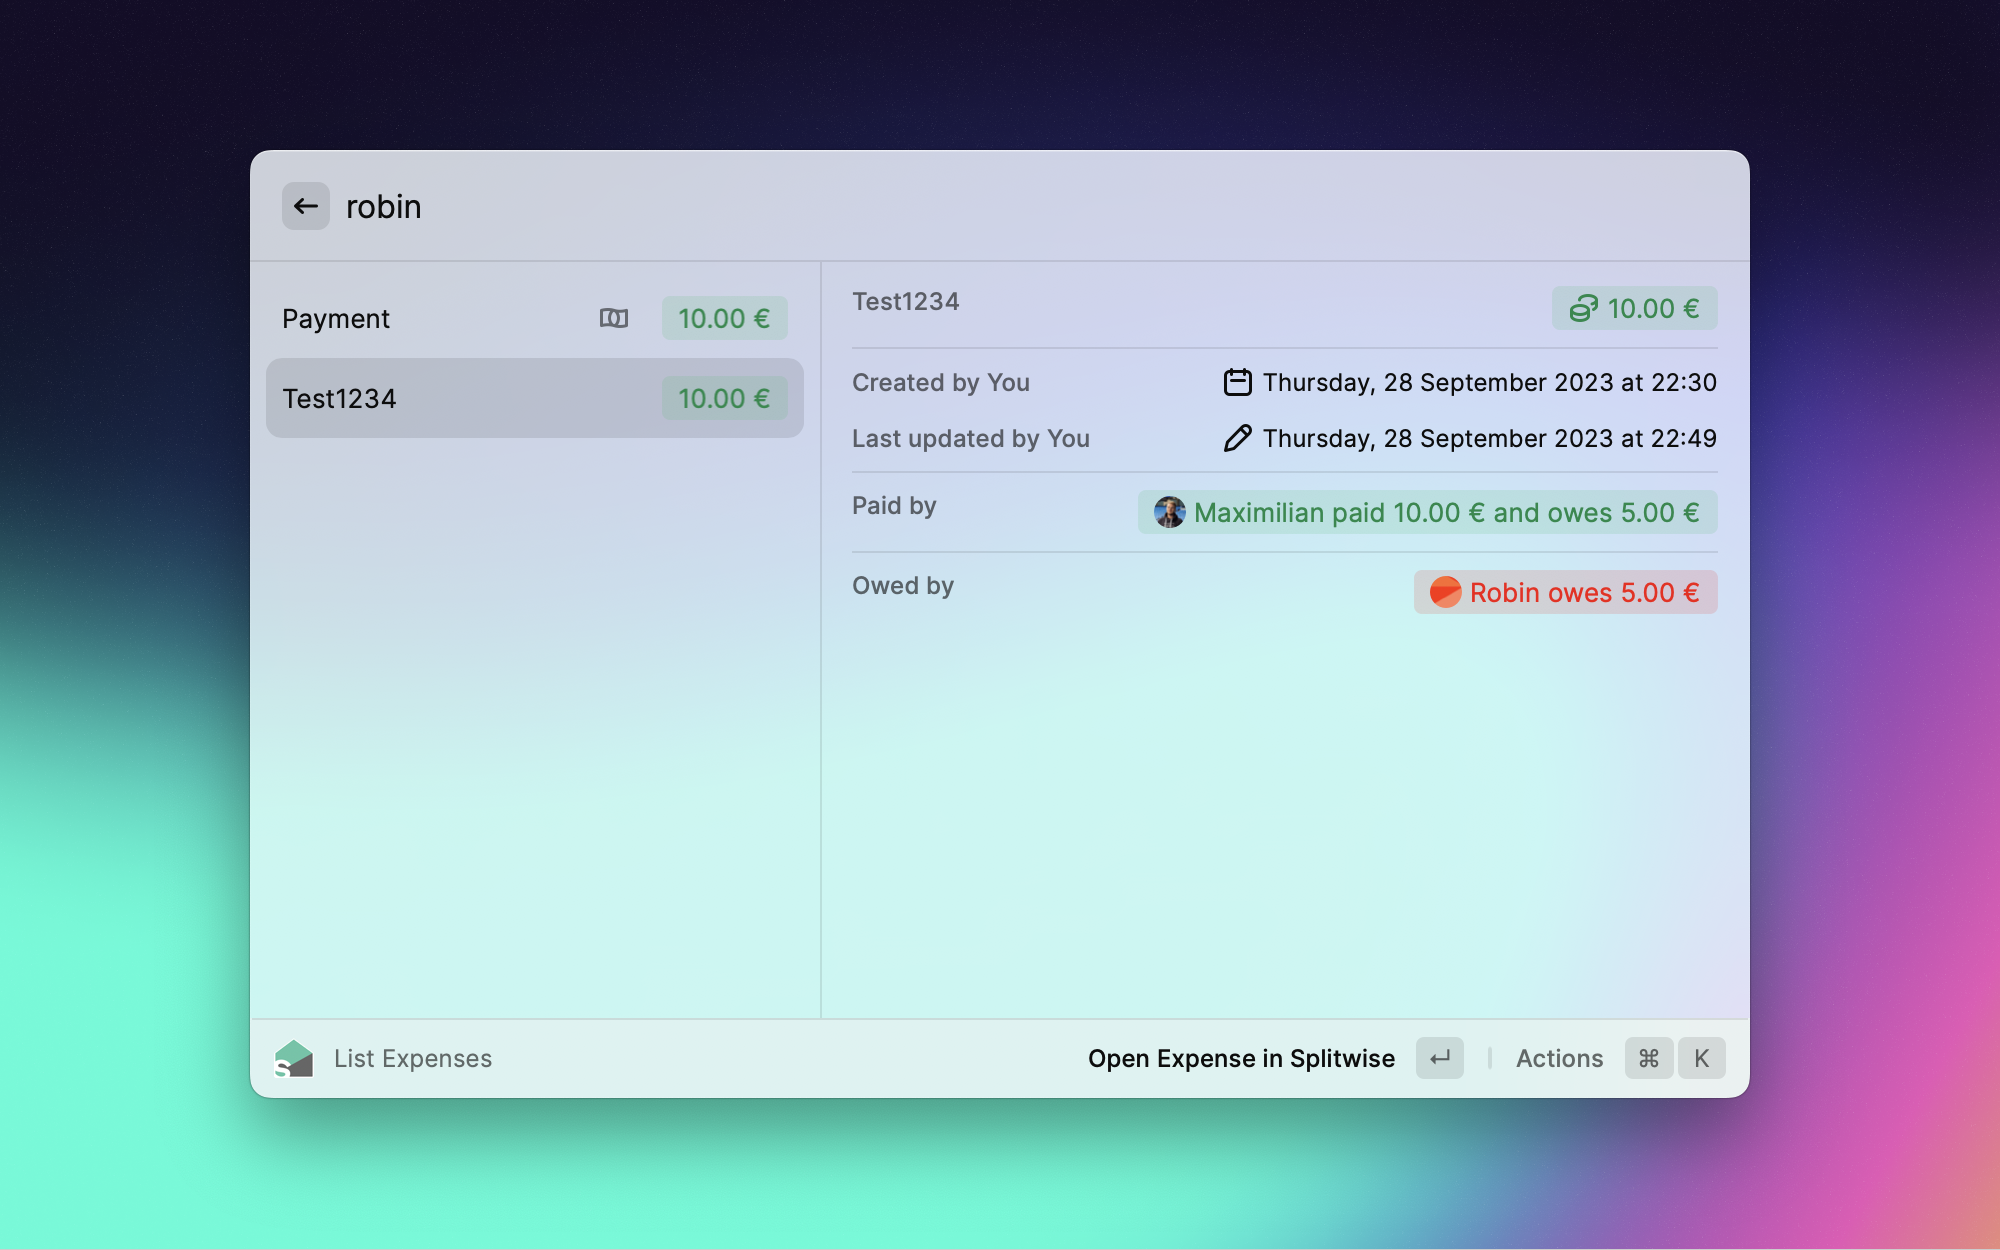 robin
Payment 10.00 €
Test1234 10.00 €
Test1234 10.00 €
Created by You Thursday, 28 September 2023 at 22:30
Last updated by You Thursday, 28 September 2023 at 22:49
Paid by Maximilian paid 10.00 € and owes 5.00 €
Owed by Robin owes 5.00 €
S List Expenses Open Expense in Splitwise ↵ Actions ⌘ K